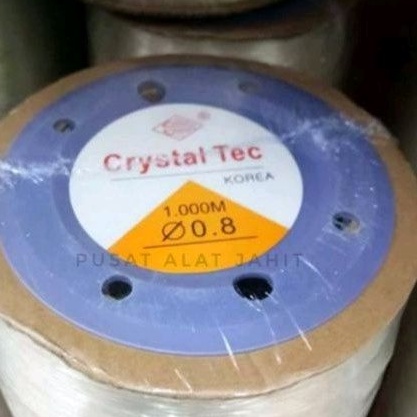 Crystal Tec
KOREA
1.000M
Ø0.8
PUSAT ALAT JAHIT